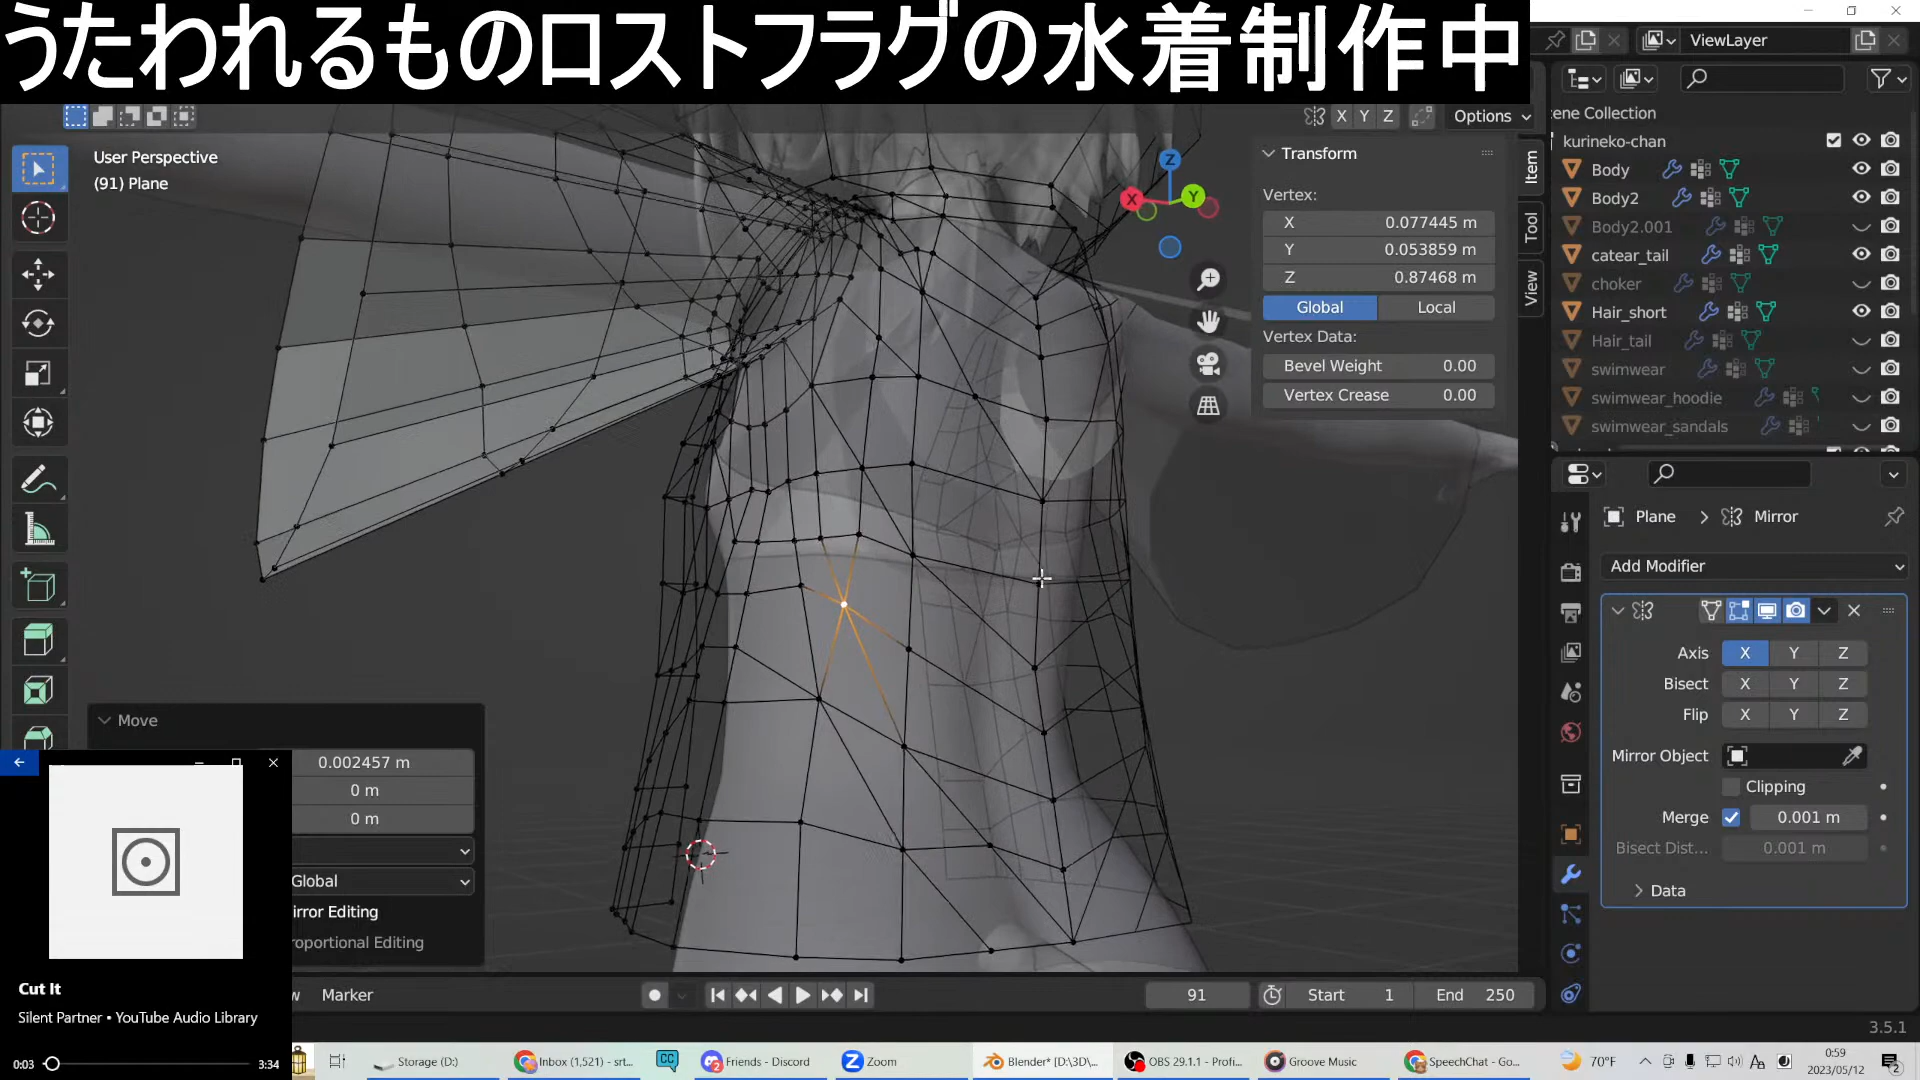 うたわれるものロストフラグの水着制作中
ViewLayer
X Y Z
Options
User Perspective
(91) Plane
Transform
Vertex:
X 0.077445 m
Y 0.053859 m
Z 0.87468 m
Global Local
Vertex Data:
Bevel Weight 0.00
Vertex Crease 0.00
Item
Tool
View
Z
X
Y
ene Collection
kurineko-chan
Body
Body2
Body2.001
catear_tail
choker
Hair_short
Hair_tail
swimwear
swimwear_hoodie
swimwear_sandals
Plane > Mirror
Add Modifier
Axis X Y Z
Bisect X Y Z
Flip X Y Z
Mirror Object
Clipping
Merge 0.001 m
Bisect Dist... 0.001 m
Data
Move
0.002457 m
0 m
0 m
Global
irror Editing
roportional Editing
Cut It
Silent Partner • YouTube Audio Library
0:03 3:34
w Marker
91
Start 1
End 250
3.5.1
Storage (D:)
Inbox (1,521) - srt...
CC
Friends - Discord
Zoom
Blender* [D:\3D\...
OBS 29.1.1 - Profi...
Groove Music
SpeechChat - Go...
70°F
A
0:59
2023/05/12
2